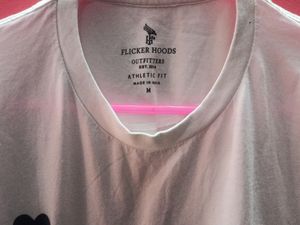 FLICKER HOODS
OUTFITTERS
EST. 2014
ATHLETIC FIT
MADE IN USA
M